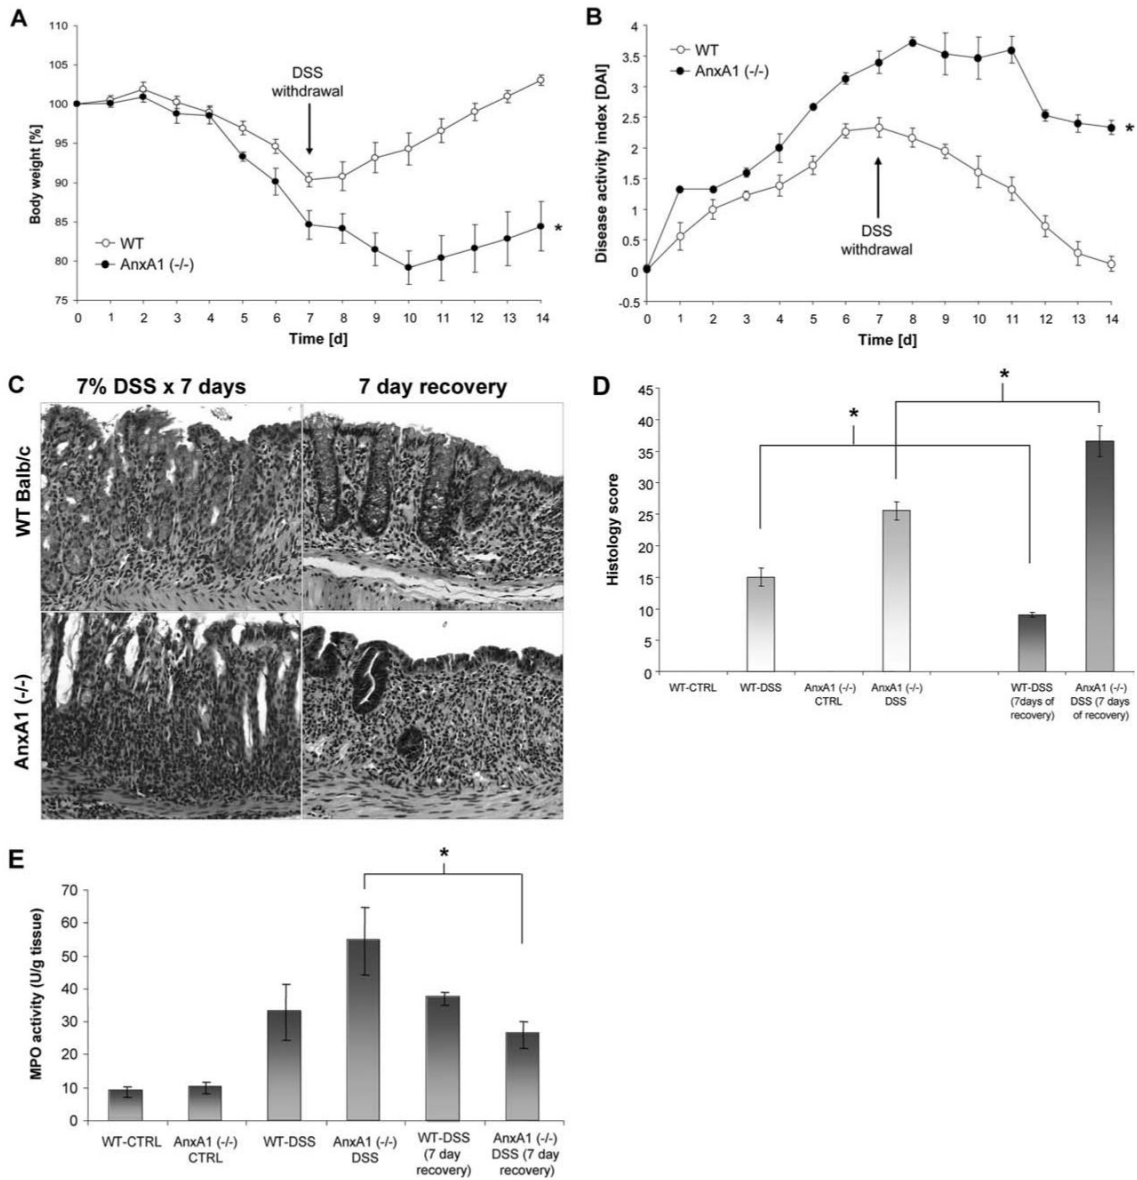 A
110
105
100
95
90
85
80
75
Body weight [%]
DSS
withdrawal
WT
AnxA1 (-/-)
*
0 1 2 3 4 5 6 7 8 9 10 11 12 13 14
Time [d]
B
4
3.5
3
2.5
2
1.5
1
0.5
0
-0.5
Disease activity index [DAI]
WT
AnxA1 (-/-)
DSS
withdrawal
*
0 1 2 3 4 5 6 7 8 9 10 11 12 13 14
Time [d]
C
7% DSS x 7 days
7 day recovery
WT Balb/c
AnxA1 (-/-)
D
45
40
35
30
25
20
15
10
5
0
Histology score
*
*
WT-CTRL
WT-DSS
AnxA1 (-/-)
CTRL
AnxA1 (-/-)
DSS
WT-DSS
(7days of
recovery)
AnxA1 (-/-)
DSS (7 days
of recovery)
E
70
60
50
40
30
20
10
0
MPO activity (U/g tissue)
*
WT-CTRL
AnxA1 (-/-)
CTRL
WT-DSS
AnxA1 (-/-)
DSS
WT-DSS
(7 day
recovery)
AnxA1 (-/-)
DSS (7 day
recovery)